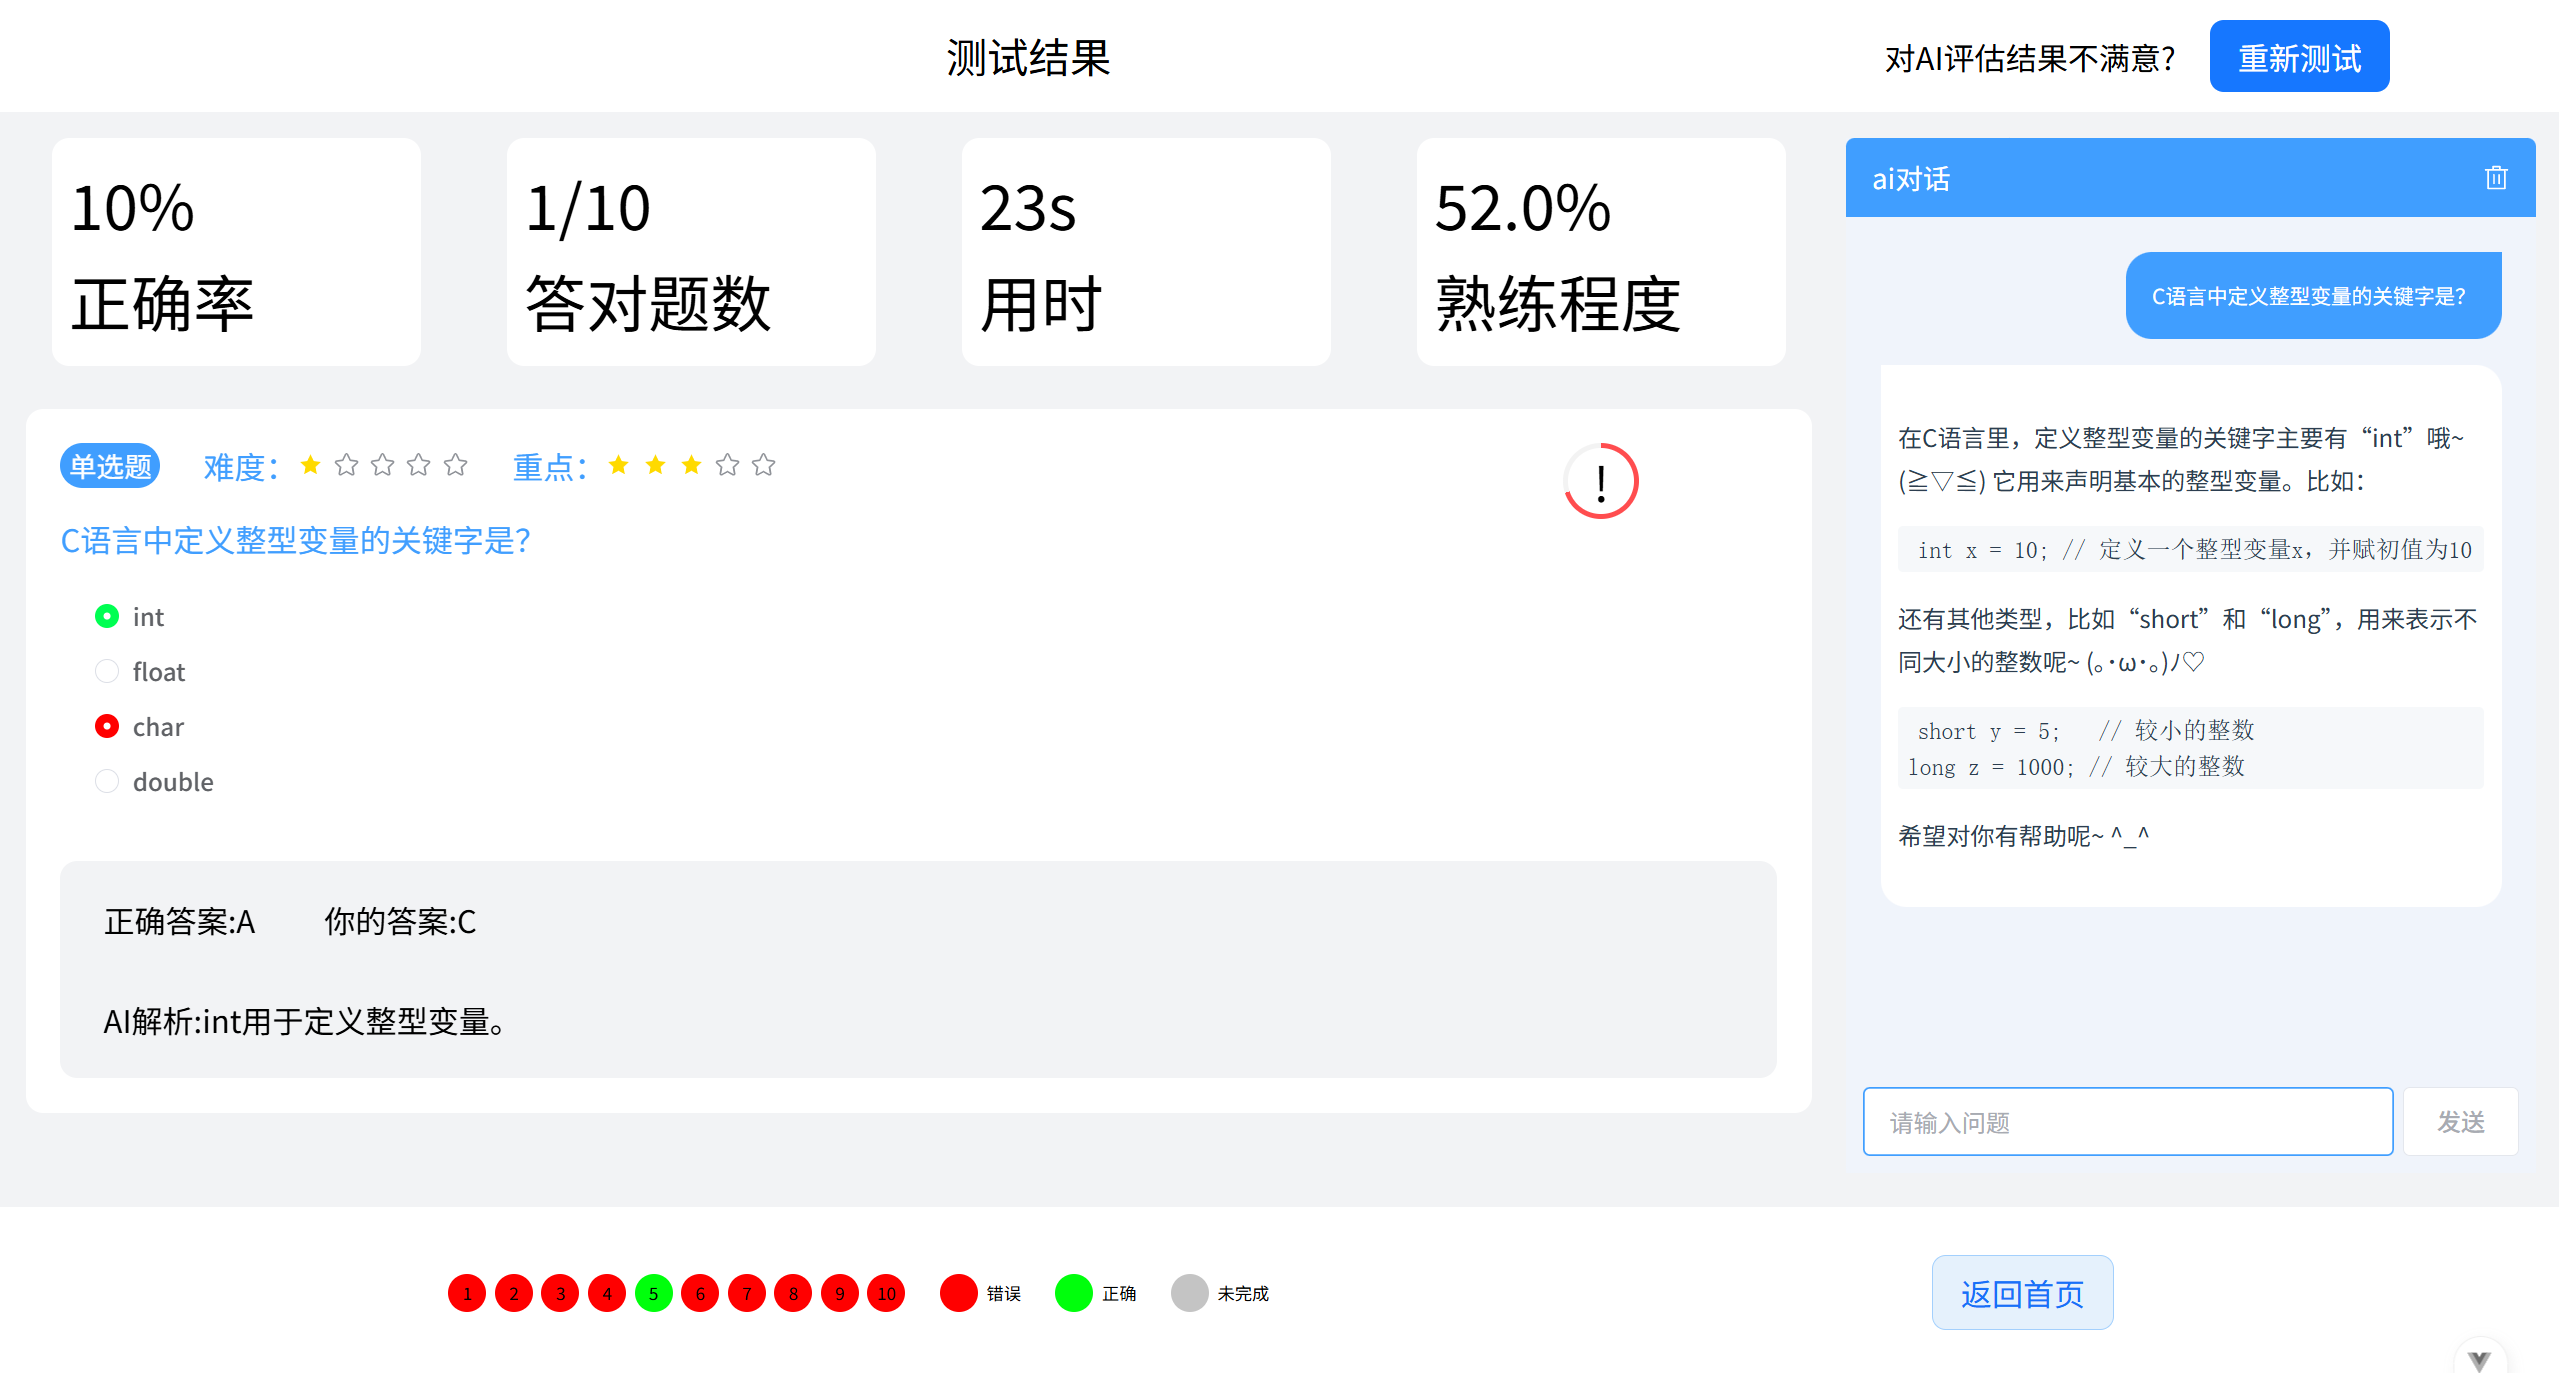 测试结果
对AI评估结果不满意?
重新测试
10%
正确率
1/10
答对题数
23s
用时
52.0%
熟练程度
单选题
难度：
重点：
!
C语言中定义整型变量的关键字是？
int
float
char
double
正确答案:A
你的答案:C
AI解析:int用于定义整型变量。
ai对话
C语言中定义整型变量的关键字是？
在C语言里，定义整型变量的关键字主要有“int”哦~
(≧▽≦) 它用来声明基本的整型变量。比如：
int x = 10; // 定义一个整型变量x，并赋初值为10
还有其他类型，比如“short”和“long”，用来表示不
同大小的整数呢~ (｡･ω･｡)ﾉ♡
short y = 5;   // 较小的整数
long z = 1000; // 较大的整数
希望对你有帮助呢~ ^_^
请输入问题
发送
1 2 3 4 5 6 7 8 9 10 错误 正确 未完成
返回首页